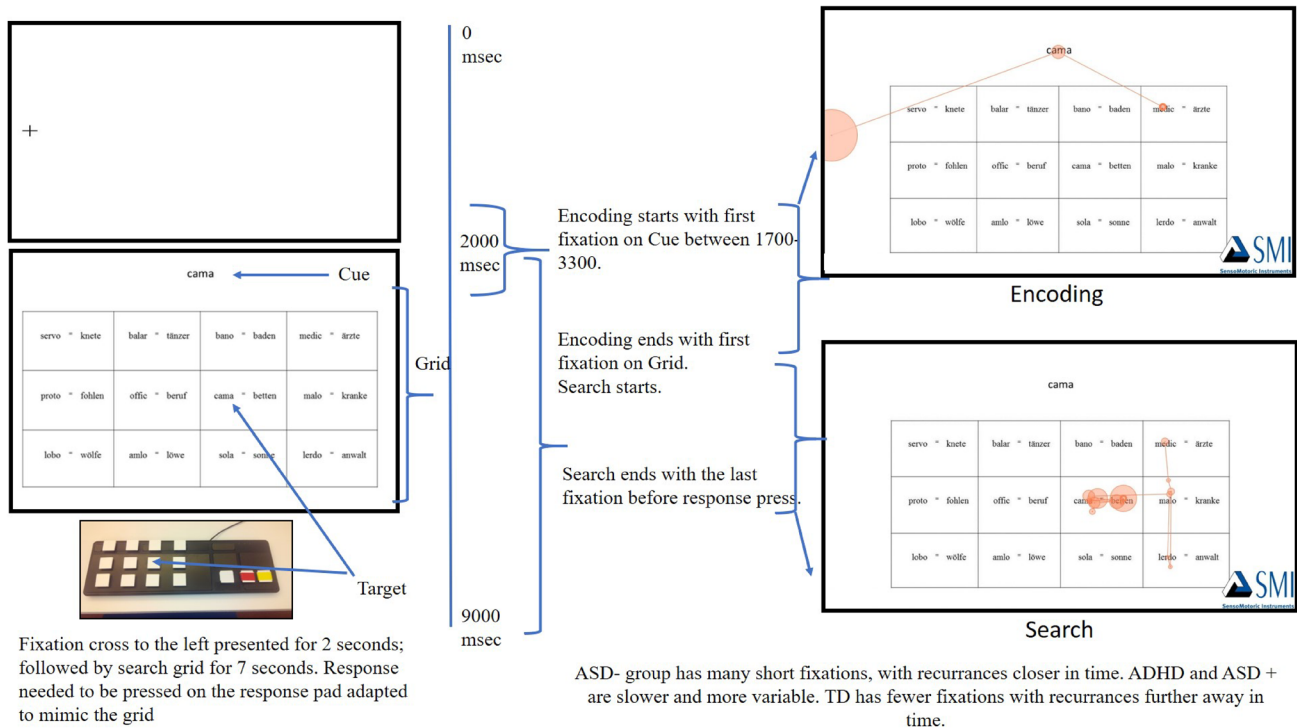 0
msec
2000
msec
9000
msec
cama
Cue
servo = knete
balar = tänzer
bano = baden
medic = ärzte
proto = fohlen
offic = beruf
cama = betten
malo = kranke
lobo = wölfe
amlo = löwe
sola = sonne
lerdo = anwalt
Grid
Target
Fixation cross to the left presented for 2 seconds;
followed by search grid for 7 seconds. Response
needed to be pressed on the response pad adapted
to mimic the grid
Encoding starts with first
fixation on Cue between 1700-
3300.
Encoding ends with first
fixation on Grid.
Search starts.
Search ends with the last
fixation before response press.
cama
servo = knete
balar = tänzer
bano = baden
medic = ärzte
proto = fohlen
offic = beruf
cama = betten
malo = kranke
lobo = wölfe
amlo = löwe
sola = sonne
lerdo = anwalt
SMI
SensoMotoric Instruments
Encoding
cama
servo = knete
balar = tänzer
bano = baden
medic = ärzte
proto = fohlen
offic = beruf
cama = betten
malo = kranke
lobo = wölfe
amlo = löwe
sola = sonne
lerdo = anwalt
SMI
SensoMotoric Instruments
Search
ASD- group has many short fixations, with recurrances closer in time. ADHD and ASD +
are slower and more variable. TD has fewer fixations with recurrances further away in
time.